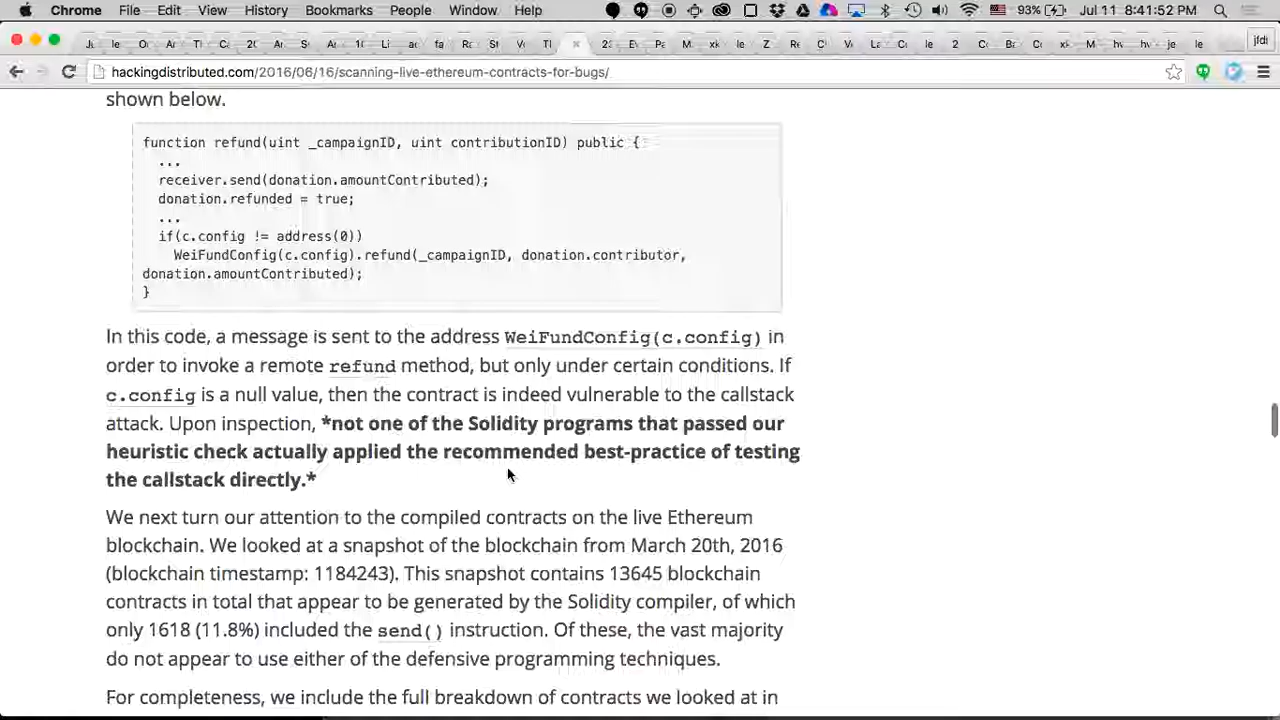 Chrome File Edit View History Bookmarks People Window Help 93% Jul 11 8:41:52 PM
jfdi
hackingdistributed.com/2016/06/16/scanning-live-ethereum-contracts-for-bugs/
shown below.
function refund(uint _campaignID, uint contributionID) public {
...
receiver.send(donation.amountContributed);
donation.refunded = true;
...
if(c.config != address(0))
WeiFundConfig(c.config).refund(_campaignID, donation.contributor,
donation.amountContributed);
}
In this code, a message is sent to the address WeiFundConfig(c.config) in
order to invoke a remote refund method, but only under certain conditions. If
c.config is a null value, then the contract is indeed vulnerable to the callstack
attack. Upon inspection, *not one of the Solidity programs that passed our
heuristic check actually applied the recommended best-practice of testing
the callstack directly.*
We next turn our attention to the compiled contracts on the live Ethereum
blockchain. We looked at a snapshot of the blockchain from March 20th, 2016
(blockchain timestamp: 1184243). This snapshot contains 13645 blockchain
contracts in total that appear to be generated by the Solidity compiler, of which
only 1618 (11.8%) included the send() instruction. Of these, the vast majority
do not appear to use either of the defensive programming techniques.
For completeness, we include the full breakdown of contracts we looked at in